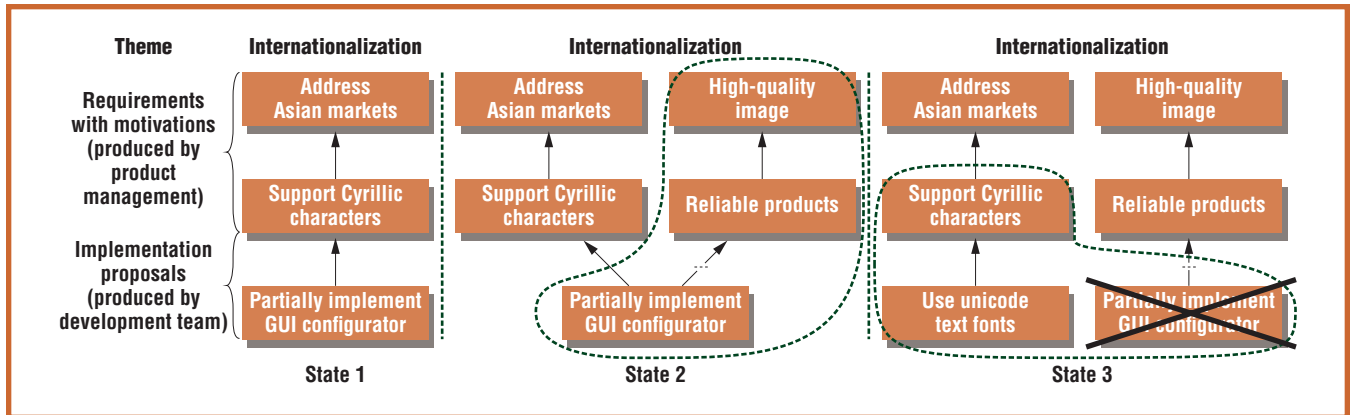 Theme
Requirements
with motivations
(produced by
product
management)
Implementation
proposals
(produced by
development team)
Internationalization
Address
Asian markets
Support Cyrillic
characters
Partially implement
GUI configurator
State 1
Internationalization
Address
Asian markets
High-quality
image
Support Cyrillic
characters
Reliable products
...
Partially implement
GUI configurator
State 2
Internationalization
Address
Asian markets
High-quality
image
Support Cyrillic
characters
Reliable products
...
Use unicode
text fonts
Partially implement
GUI configurator
State 3